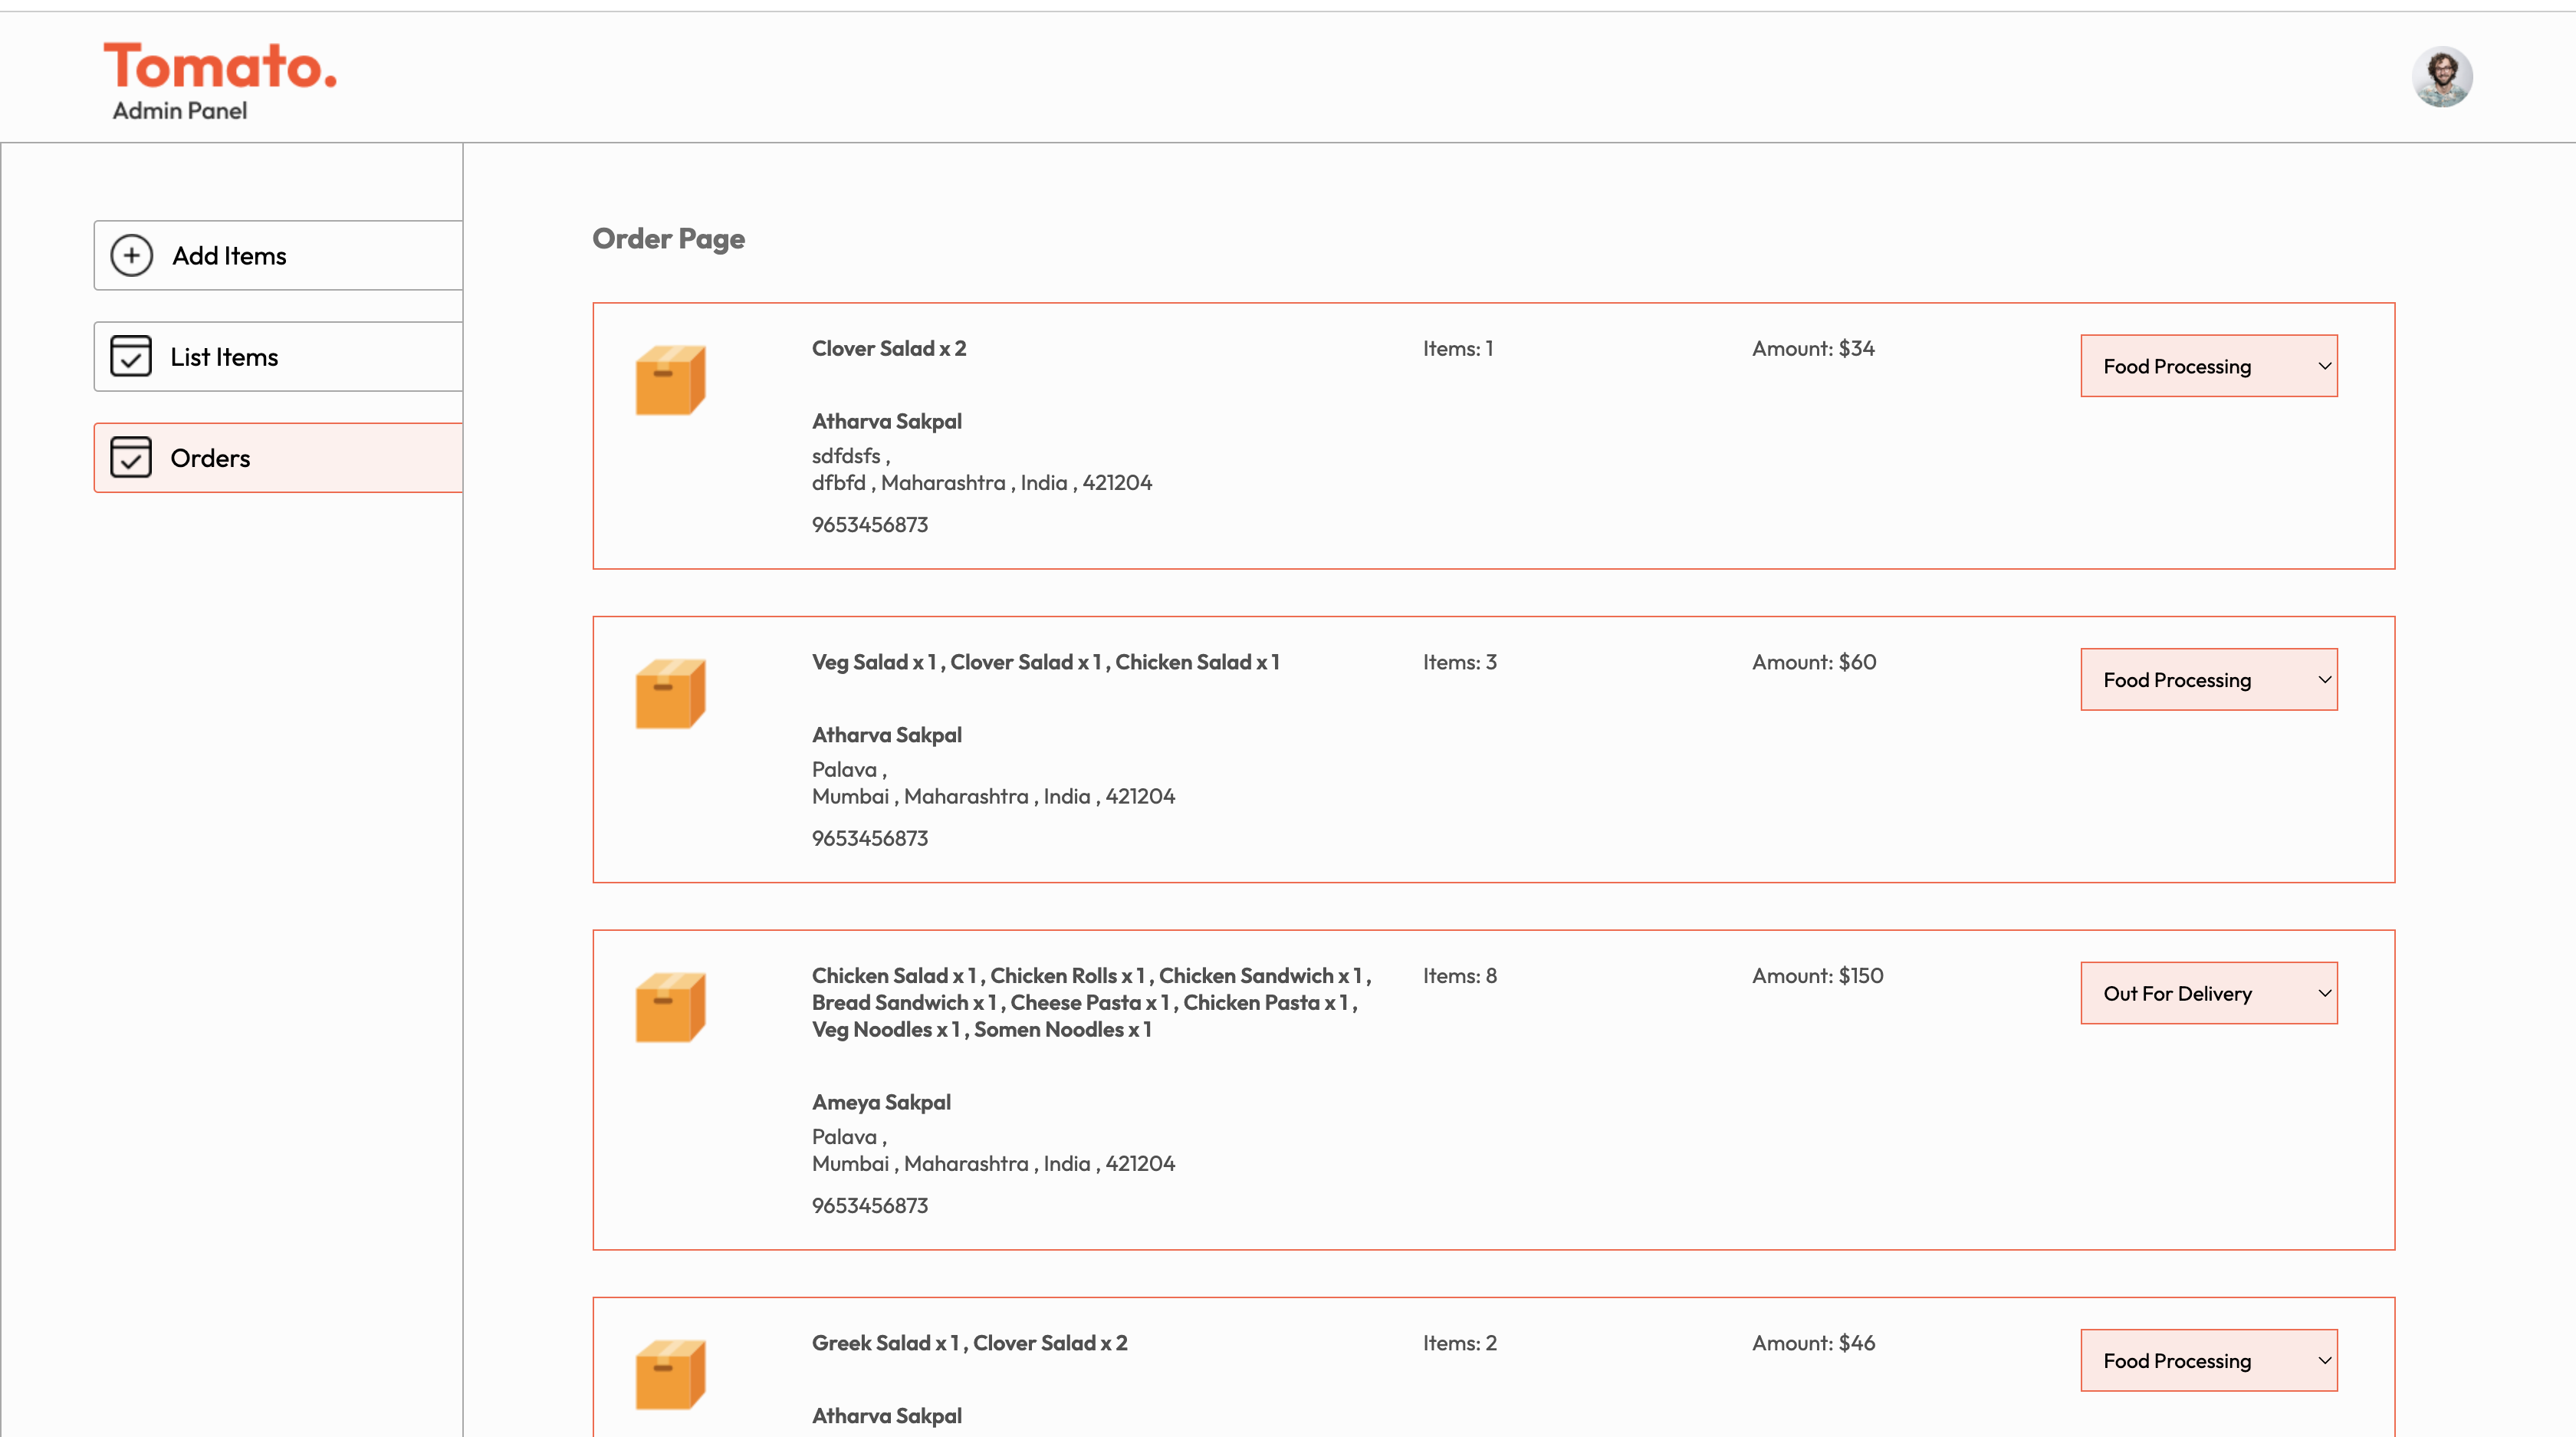 Tomato.
Admin Panel
Add Items
List Items
Orders
Order Page
Clover Salad x 2
Items: 1
Amount: $34
Food Processing
Atharva Sakpal
sdfdsfs ,
dfbfd , Maharashtra , India , 421204
9653456873
Veg Salad x 1 , Clover Salad x 1 , Chicken Salad x 1
Items: 3
Amount: $60
Food Processing
Atharva Sakpal
Palava ,
Mumbai , Maharashtra , India , 421204
9653456873
Chicken Salad x 1 , Chicken Rolls x 1 , Chicken Sandwich x 1 ,
Bread Sandwich x 1 , Cheese Pasta x 1 , Chicken Pasta x 1 ,
Veg Noodles x 1 , Somen Noodles x 1
Items: 8
Amount: $150
Out For Delivery
Ameya Sakpal
Palava ,
Mumbai , Maharashtra , India , 421204
9653456873
Greek Salad x 1 , Clover Salad x 2
Items: 2
Amount: $46
Food Processing
Atharva Sakpal